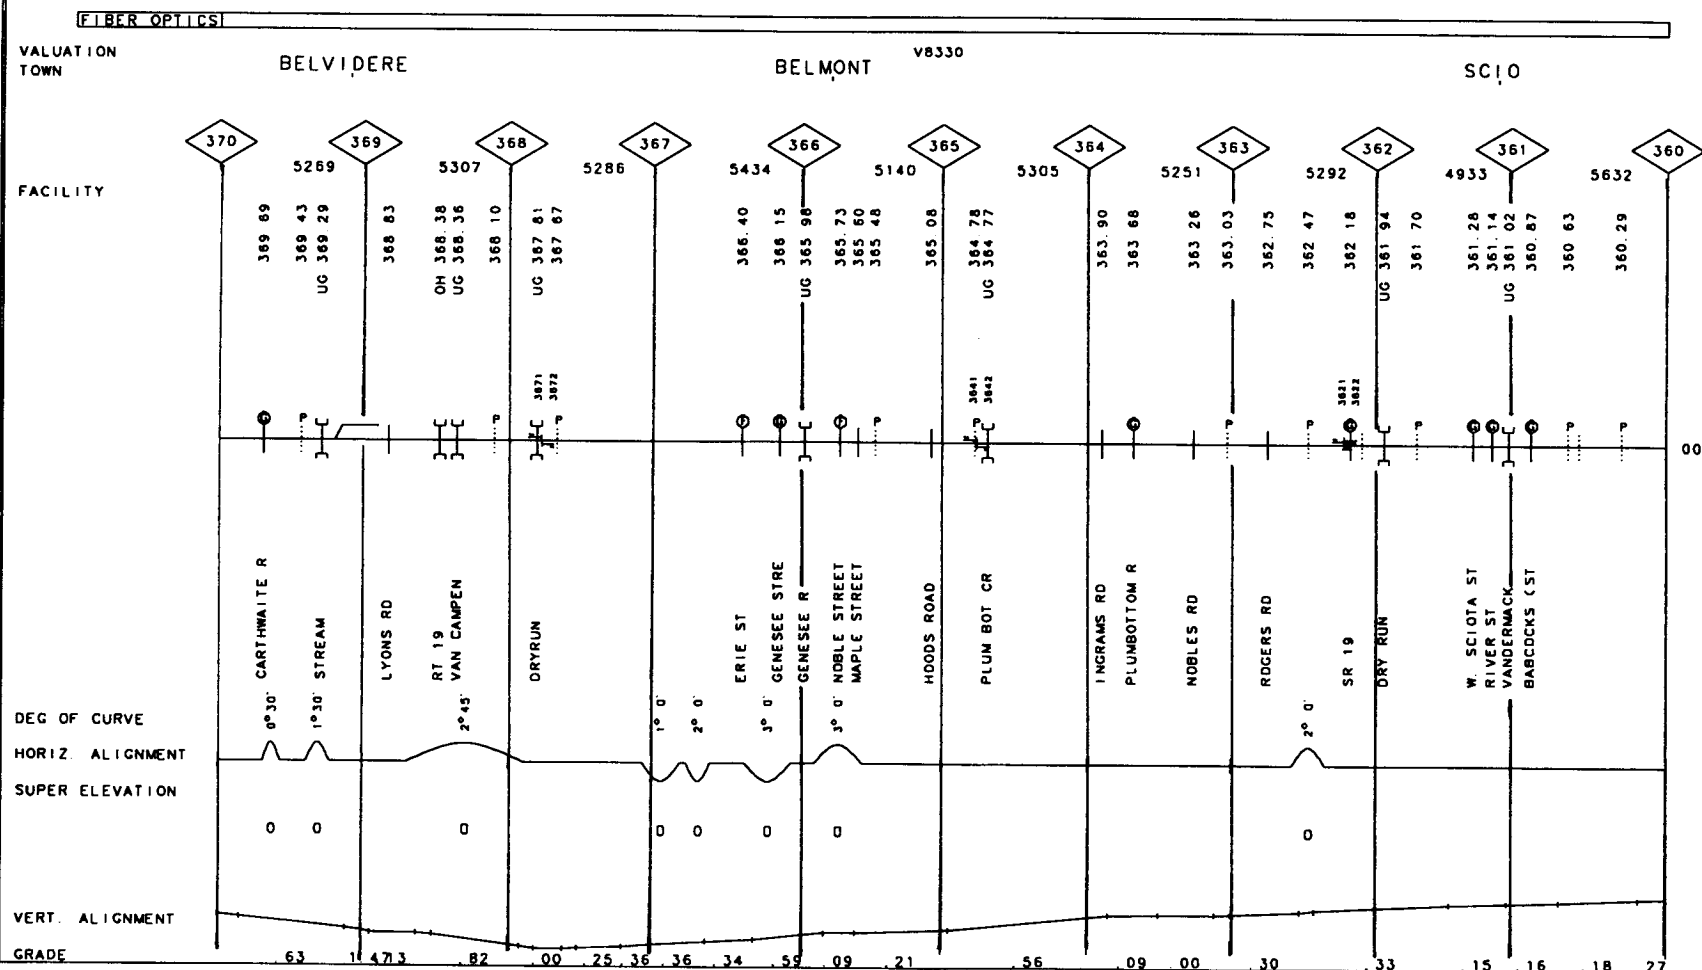 FIBER OPTICS
VALUATION V8330
TOWN BELVIDERE BELMONT SCIO
370 369 368 367 366 365 364 363 362 361 360
5269 5307 5286 5434 5140 5305 5251 5292 4933 5632
FACILITY
369 69
369 43
UG 369.29
368 83
OH 368.38
UG 368.36
368 10
UG 367 81
367 67
366.40
366 15
UG 365 98
365.73
365 60
365 48
365.08
364 78
UG 364 77
363.90
363 68
363 26
363.03
362.75
362 47
362 18
UG 361 94
361 70
361.28
361.14
UG 361 02
360.87
360 63
360.29
3671
3672
3641
3642
3621
3622
G P P P G P P G P P G P G G G P P
00
CARTHWAITE R
STREAM
LYONS RD
RT 19
VAN CAMPEN
DRYRUN
ERIE ST
GENESEE STRE
GENESEE R
NOBLE STREET
MAPLE STREET
HOODS ROAD
PLUM BOT CR
INGRAMS RD
PLUMBOTTOM R
NOBLES RD
ROGERS RD
SR 19
DRY RUN
W. SCIOTA ST
RIVER ST
VANDERMACK
BABCOCKS (ST
DEG OF CURVE 0°30' 1°30' 2°45' 1° 0' 2° 0' 3° 0' 3° 0' 2° 0'
HORIZ. ALIGNMENT
SUPER ELEVATION
0 0 0 0 0 0 0 0
VERT. ALIGNMENT
GRADE 63 .82 .00 .25 .36 .36 .34 .59 .09 .21 .56 .09 .00 .30 .33 .15 .16 .18 .27